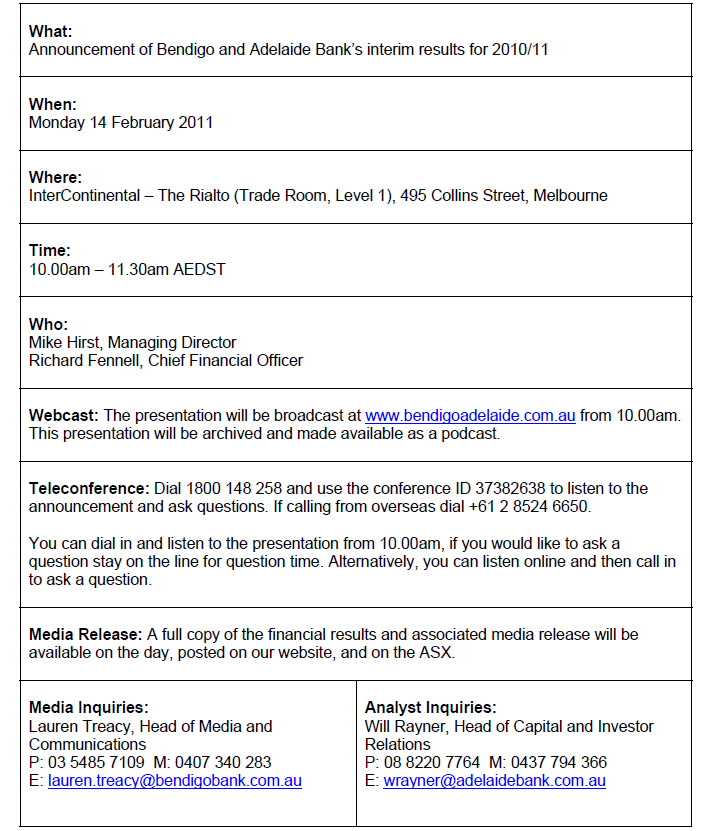 What:
Announcement of Bendigo and Adelaide Bank's interim results for 2010/11
When:
Monday 14 February 2011
Where:
InterContinental – The Rialto (Trade Room, Level 1), 495 Collins Street, Melbourne
Time:
10.00am – 11.30am AEDST
Who:
Mike Hirst, Managing Director
Richard Fennell, Chief Financial Officer
Webcast: The presentation will be broadcast at www.bendigoadelaide.com.au from 10.00am.
This presentation will be archived and made available as a podcast.
Teleconference: Dial 1800 148 258 and use the conference ID 37382638 to listen to the
announcement and ask questions. If calling from overseas dial +61 2 8524 6650.
You can dial in and listen to the presentation from 10.00am, if you would like to ask a
question stay on the line for question time. Alternatively, you can listen online and then call in
to ask a question.
Media Release: A full copy of the financial results and associated media release will be
available on the day, posted on our website, and on the ASX.
Media Inquiries:
Lauren Treacy, Head of Media and
Communications
P: 03 5485 7109  M: 0407 340 283
E: lauren.treacy@bendigobank.com.au
Analyst Inquiries:
Will Rayner, Head of Capital and Investor
Relations
P: 08 8220 7764  M: 0437 794 366
E: wrayner@adelaidebank.com.au